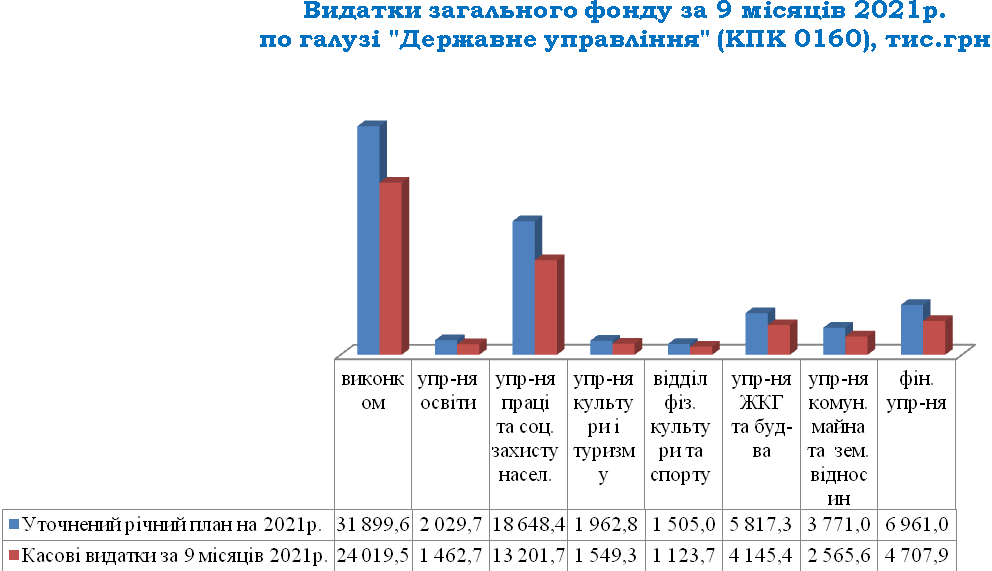 Видатки загального фонду за 9 місяців 2021р.
по галузі "Державне управління" (КПК 0160), тис.грн
виконк
ом
упр-ня
освіти
упр-ня
праці
та соц.
захисту
насел.
упр-ня
культу
ри і
туризм
у
відділ
фіз.
культу
ри та
спорту
упр-ня
ЖКГ
та буд-
ва
упр-ня
комун.
майна
та зем.
віднос
ин
фін.
упр-ня
Уточнений річний план на 2021р. 31 899,6 2 029,7 18 648,4 1 962,8 1 505,0 5 817,3 3 771,0 6 961,0
Касові видатки за 9 місяців 2021р. 24 019,5 1 462,7 13 201,7 1 549,3 1 123,7 4 145,4 2 565,6 4 707,9